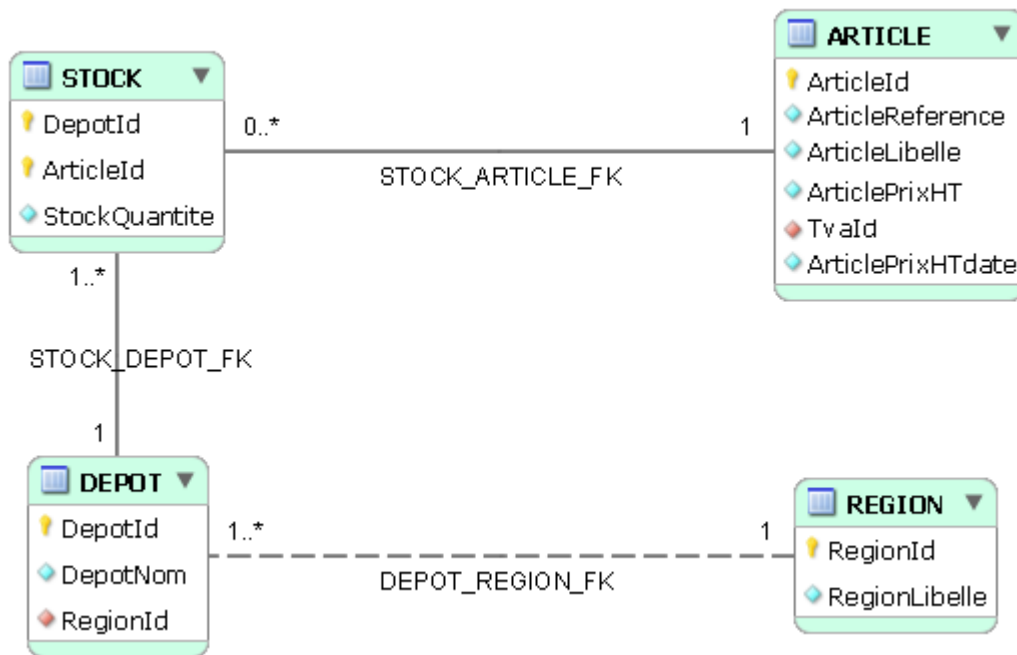 STOCK
DepotId
ArticleId
StockQuantite
0..*
1
STOCK_ARTICLE_FK
ARTICLE
ArticleId
ArticleReference
ArticleLibelle
ArticlePrixHT
TvaId
ArticlePrixHTdate
1..*
STOCK_DEPOT_FK
1
DEPOT
DepotId
DepotNom
RegionId
1..*
1
DEPOT_REGION_FK
REGION
RegionId
RegionLibelle